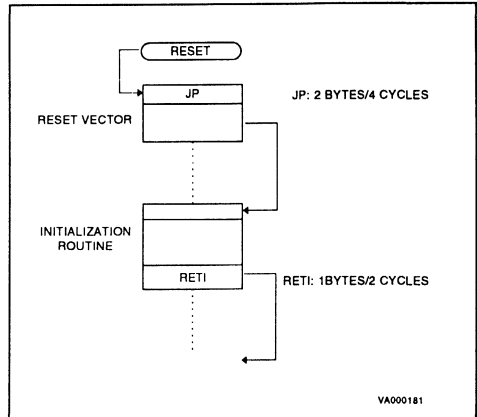 RESET
JP
JP: 2 BYTES/4 CYCLES
RESET VECTOR
INITIALIZATION
ROUTINE
RETI
RETI: 1BYTES/2 CYCLES
VA000181